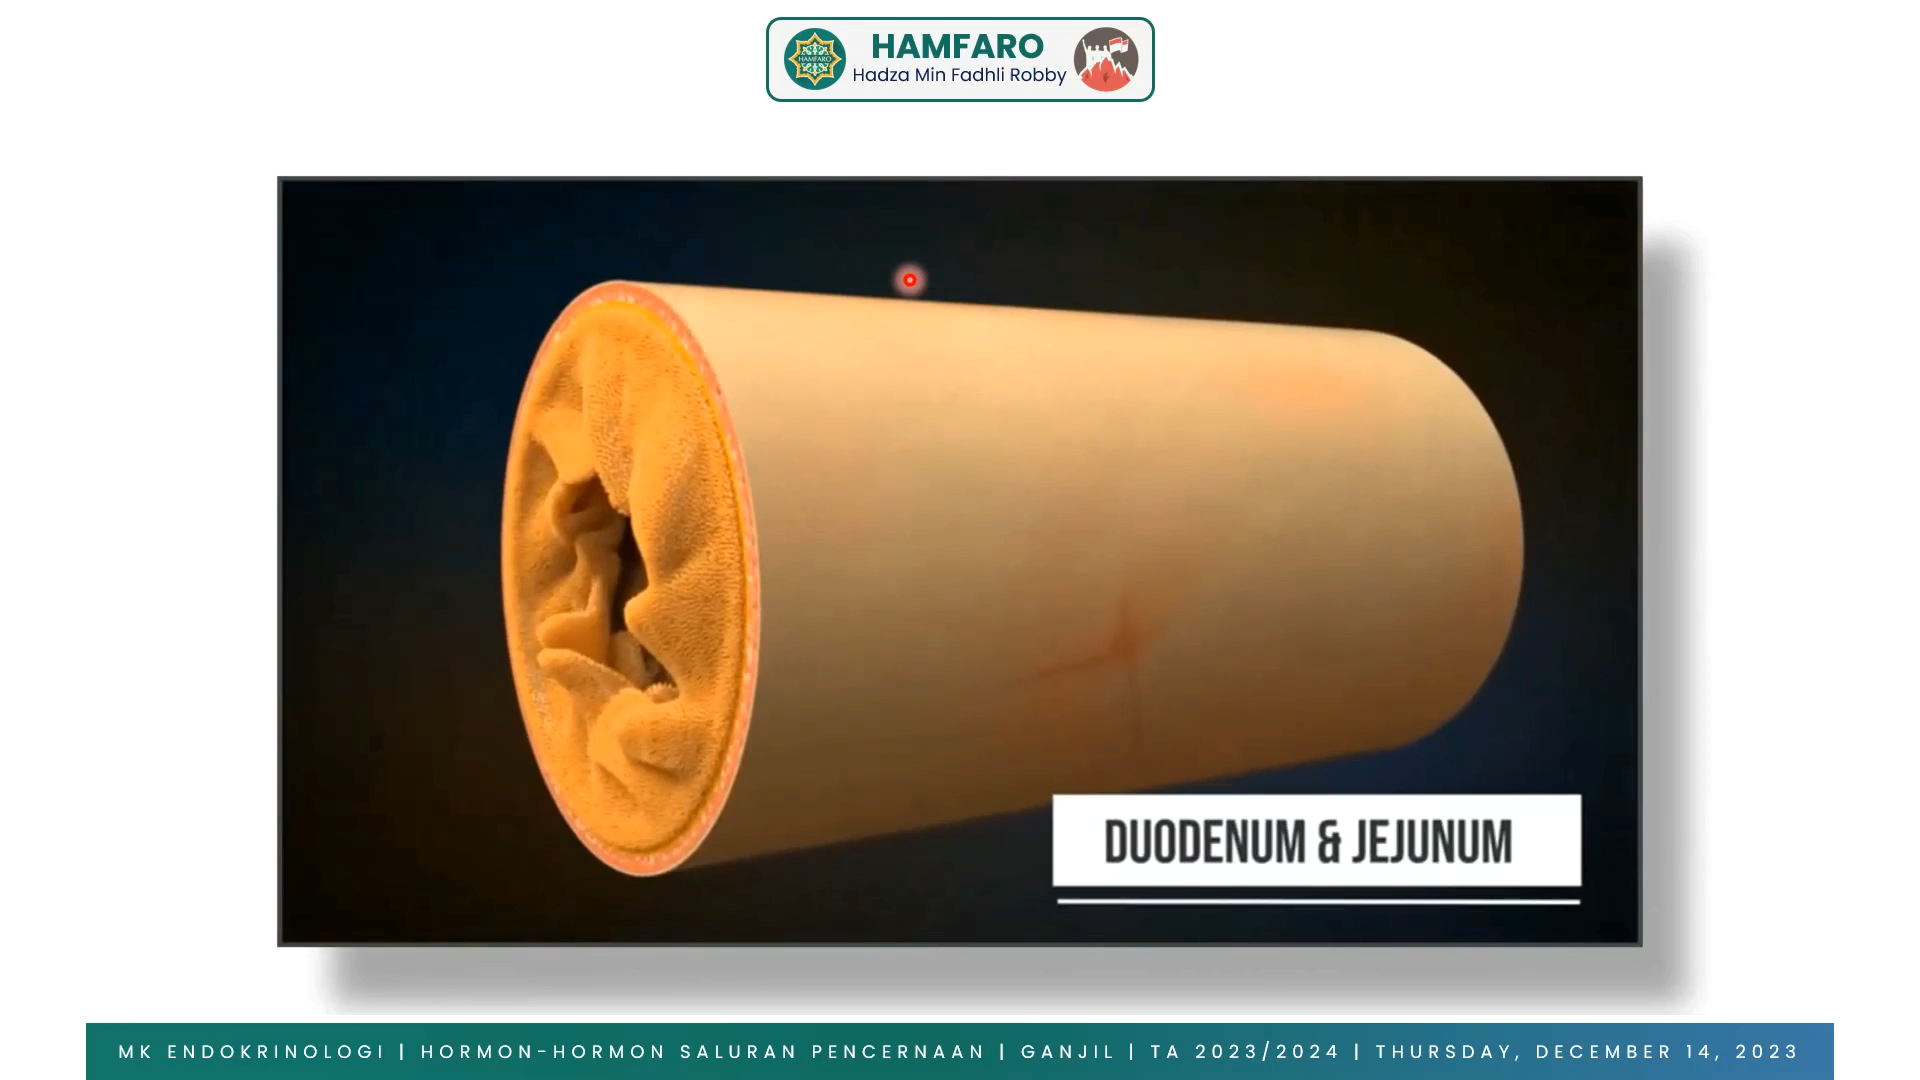 HAMFARO
HAMFARO
Hadza Min Fadhli Robby
DUODENUM & JEJUNUM
MK ENDOKRINOLOGI | HORMON-HORMON SALURAN PENCERNAAN | GANJIL | TA 2023/2024 | THURSDAY, DECEMBER 14, 2023